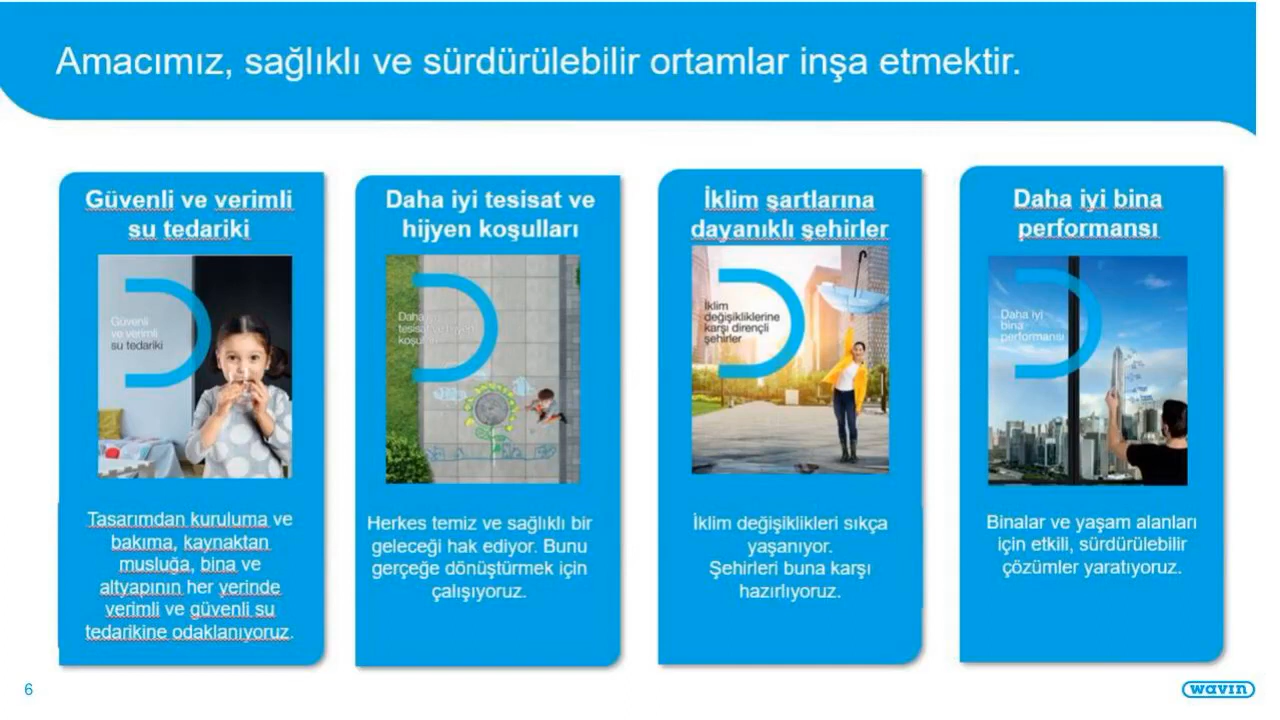 Amacımız, sağlıklı ve sürdürülebilir ortamlar inşa etmektir.
Güvenli ve verimli
su tedariki
Güvenli
ve verimli
su tedariki
Tasarımdan kuruluma ve
bakıma, kaynaktan
musluğa, bina ve
altyapının her yerinde
verimli ve güvenli su
tedarikine odaklanıyoruz.
Daha iyi tesisat ve
hijyen koşulları
Daha iyi
tesisat ve hijyen
koşulları
Herkes temiz ve sağlıklı bir
geleceği hak ediyor. Bunu
gerçeğe dönüştürmek için
çalışıyoruz.
İklim şartlarına
dayanıklı şehirler
İklim
değişikliklerine
karşı dirençli
şehirler
İklim değişiklikleri sıkça
yaşanıyor.
Şehirleri buna karşı
hazırlıyoruz.
Daha iyi bina
performansı
Daha iyi
bina
performansı
Binalar ve yaşam alanları
için etkili, sürdürülebilir
çözümler yaratıyoruz.
6
wavin